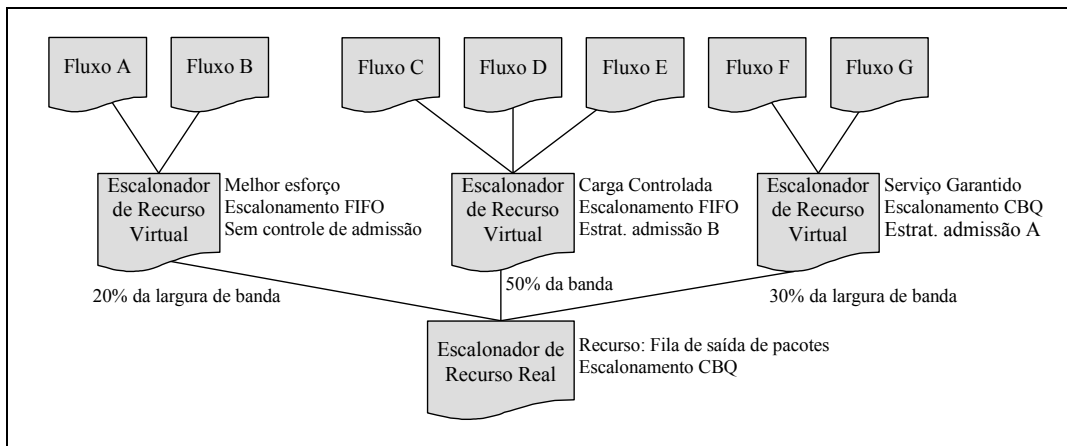 Fluxo A
Fluxo B
Fluxo C
Fluxo D
Fluxo E
Fluxo F
Fluxo G
Escalonador
de Recurso
Virtual
Melhor esforço
Escalonamento FIFO
Sem controle de admissão
Escalonador
de Recurso
Virtual
Carga Controlada
Escalonamento FIFO
Estrat. admissão B
Escalonador
de Recurso
Virtual
Serviço Garantido
Escalonamento CBQ
Estrat. admissão A
20% da largura de banda
50% da banda
30% da largura de banda
Escalonador de
Recurso Real
Recurso: Fila de saída de pacotes
Escalonamento CBQ